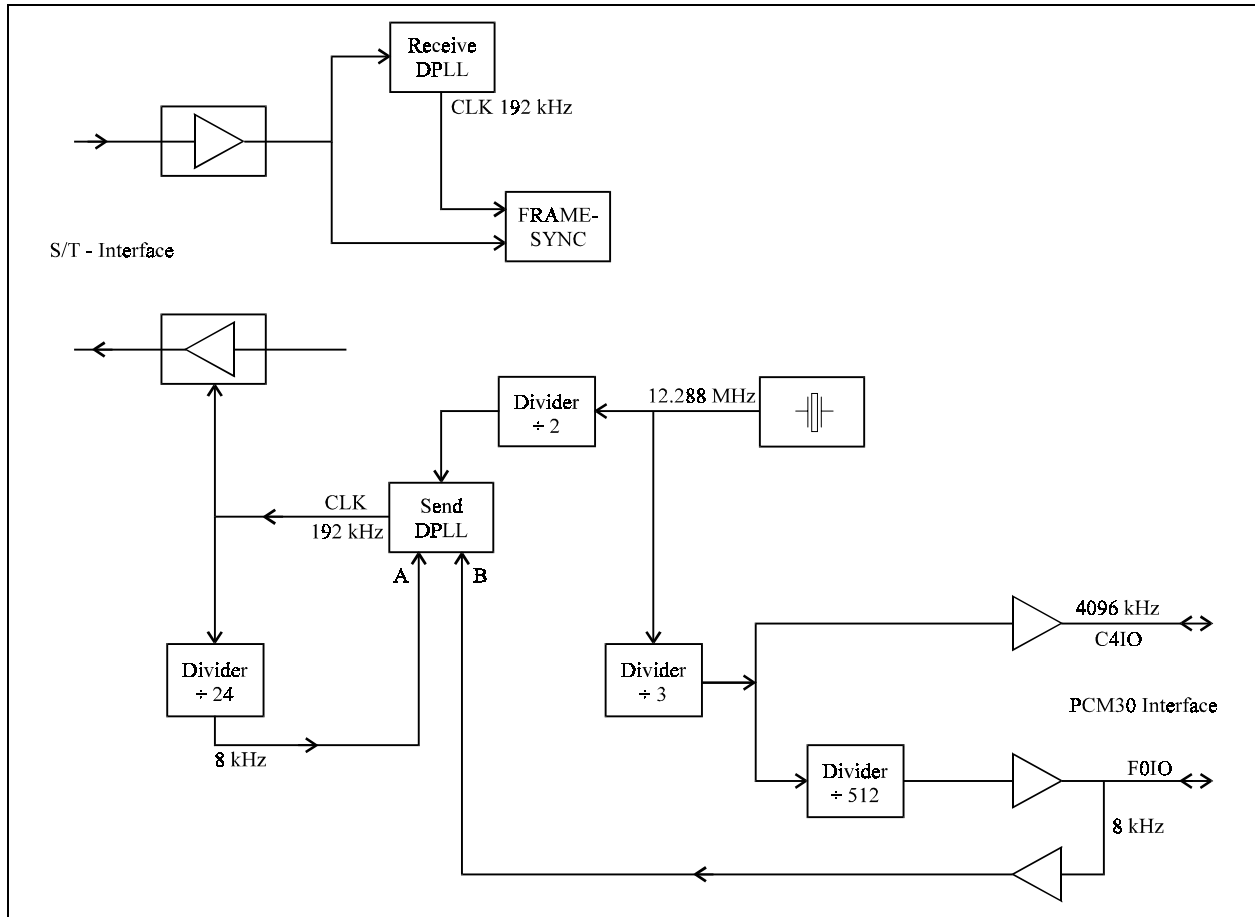 Receive
DPLL
CLK 192 kHz
FRAME-
SYNC
S/T - Interface
12.288 MHz
Divider
÷ 2
CLK
192 kHz
Send
DPLL
A
B
4096 kHz
C4IO
Divider
÷ 24
Divider
÷ 3
PCM30 Interface
8 kHz
Divider
÷ 512
F0IO
8 kHz